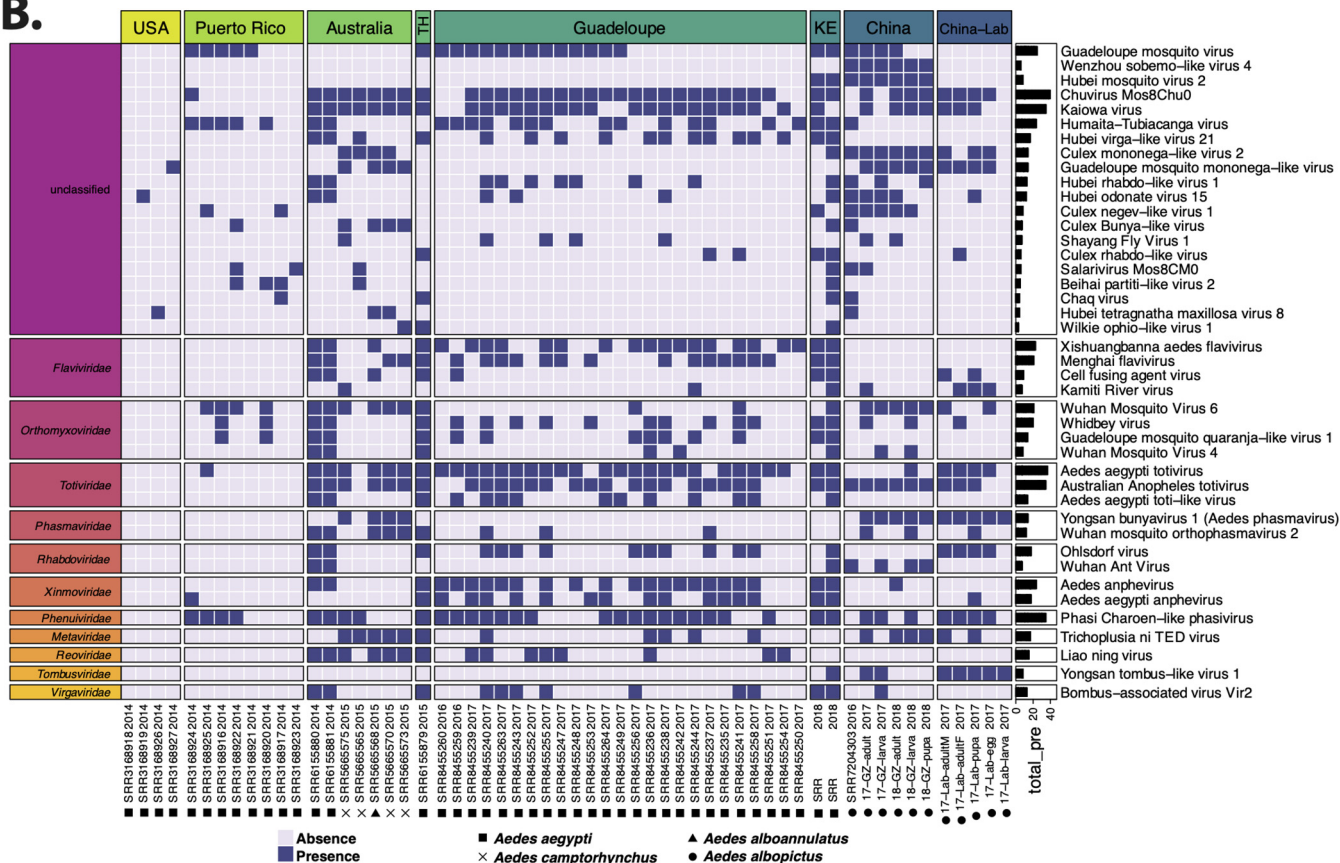 B.
USA Puerto Rico Australia TH Guadeloupe KE China China–Lab
unclassified
Guadeloupe mosquito virus
Wenzhou sobemo–like virus 4
Hubei mosquito virus 2
Chuvirus Mos8Chu0
Kaiowa virus
Humaita–Tubiacanga virus
Hubei virga–like virus 21
Culex mononega–like virus 2
Guadeloupe mosquito mononega–like virus
Hubei rhabdo–like virus 1
Hubei odonate virus 15
Culex negev–like virus 1
Culex Bunya–like virus
Shayang Fly Virus 1
Culex rhabdo–like virus
Salarivirus Mos8CM0
Beihai partiti–like virus 2
Chaq virus
Hubei tetragnatha maxillosa virus 8
Wilkie ophio–like virus 1
Flaviviridae
Xishuangbanna aedes flavivirus
Menghai flavivirus
Cell fusing agent virus
Kamiti River virus
Orthomyxoviridae
Wuhan Mosquito Virus 6
Whidbey virus
Guadeloupe mosquito quaranja–like virus 1
Wuhan Mosquito Virus 4
Totiviridae
Aedes aegypti totivirus
Australian Anopheles totivirus
Aedes aegypti toti–like virus
Phasmaviridae
Yongsan bunyavirus 1 (Aedes phasmavirus)
Wuhan mosquito orthophasmavirus 2
Rhabdoviridae
Ohlsdorf virus
Wuhan Ant Virus
Xinmoviridae
Aedes anphevirus
Aedes aegypti anphevirus
Phenuiviridae
Phasi Charoen–like phasivirus
Metaviridae
Trichoplusia ni TED virus
Reoviridae
Liao ning virus
Tombusviridae
Yongsan tombus–like virus 1
Virgaviridae
Bombus–associated virus Vir2
SRR3168918 2014
SRR3168919 2014
SRR3168926 2014
SRR3168927 2014
SRR3168924 2014
SRR3168925 2014
SRR3168916 2014
SRR3168922 2014
SRR3168921 2014
SRR3168920 2014
SRR3168917 2014
SRR3168923 2014
SRR6155880 2014
SRR6155881 2014
SRR5665575 2015
SRR5665565 2015
SRR5665568 2015
SRR5665570 2015
SRR5665573 2015
SRR6155879 2015
SRR8455260 2016
SRR8455259 2016
SRR8455239 2017
SRR8455240 2017
SRR8455263 2017
SRR8455243 2017
SRR8455252 2017
SRR8455255 2017
SRR8455247 2017
SRR8455248 2017
SRR8455253 2017
SRR8455264 2017
SRR8455249 2017
SRR8455265 2017
SRR8455236 2017
SRR8455238 2017
SRR8455242 2017
SRR8455244 2017
SRR8455237 2017
SRR8455235 2017
SRR8455241 2017
SRR8455257 2017
SRR8455251 2017
SRR8455254 2017
SRR8455250 2017
SRR 2018
SRR 2018
SRR7204303 2016
17–GZ–adult 2017
17–GZ–larva 2017
18–GZ–adult 2018
18–GZ–larva 2018
18–GZ–pupa 2018
17–Lab–adultM 2017
17–Lab–adultF 2017
17–Lab–pupa 2017
17–Lab–egg 2017
17–Lab–larva 2017
0 20 40
total_pre
Absence
Presence
Aedes aegypti
Aedes camptorhynchus
Aedes alboannulatus
Aedes albopictus